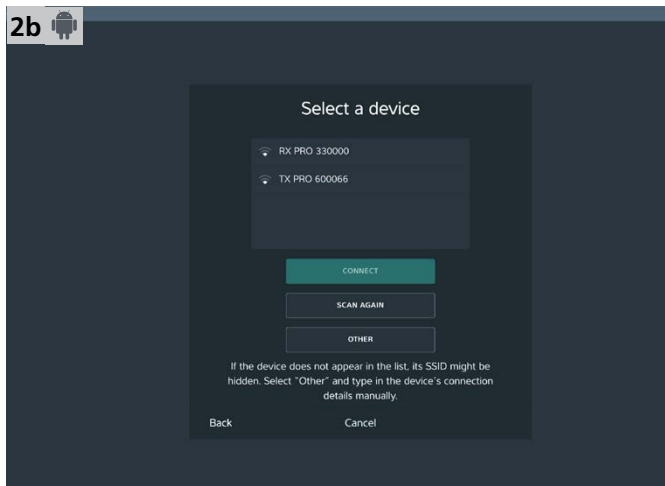 2b
Select a device
RX PRO 330000
TX PRO 600066
CONNECT
SCAN AGAIN
OTHER
If the device does not appear in the list, its SSID might be
hidden. Select "Other" and type in the device's connection
details manually.
Back Cancel